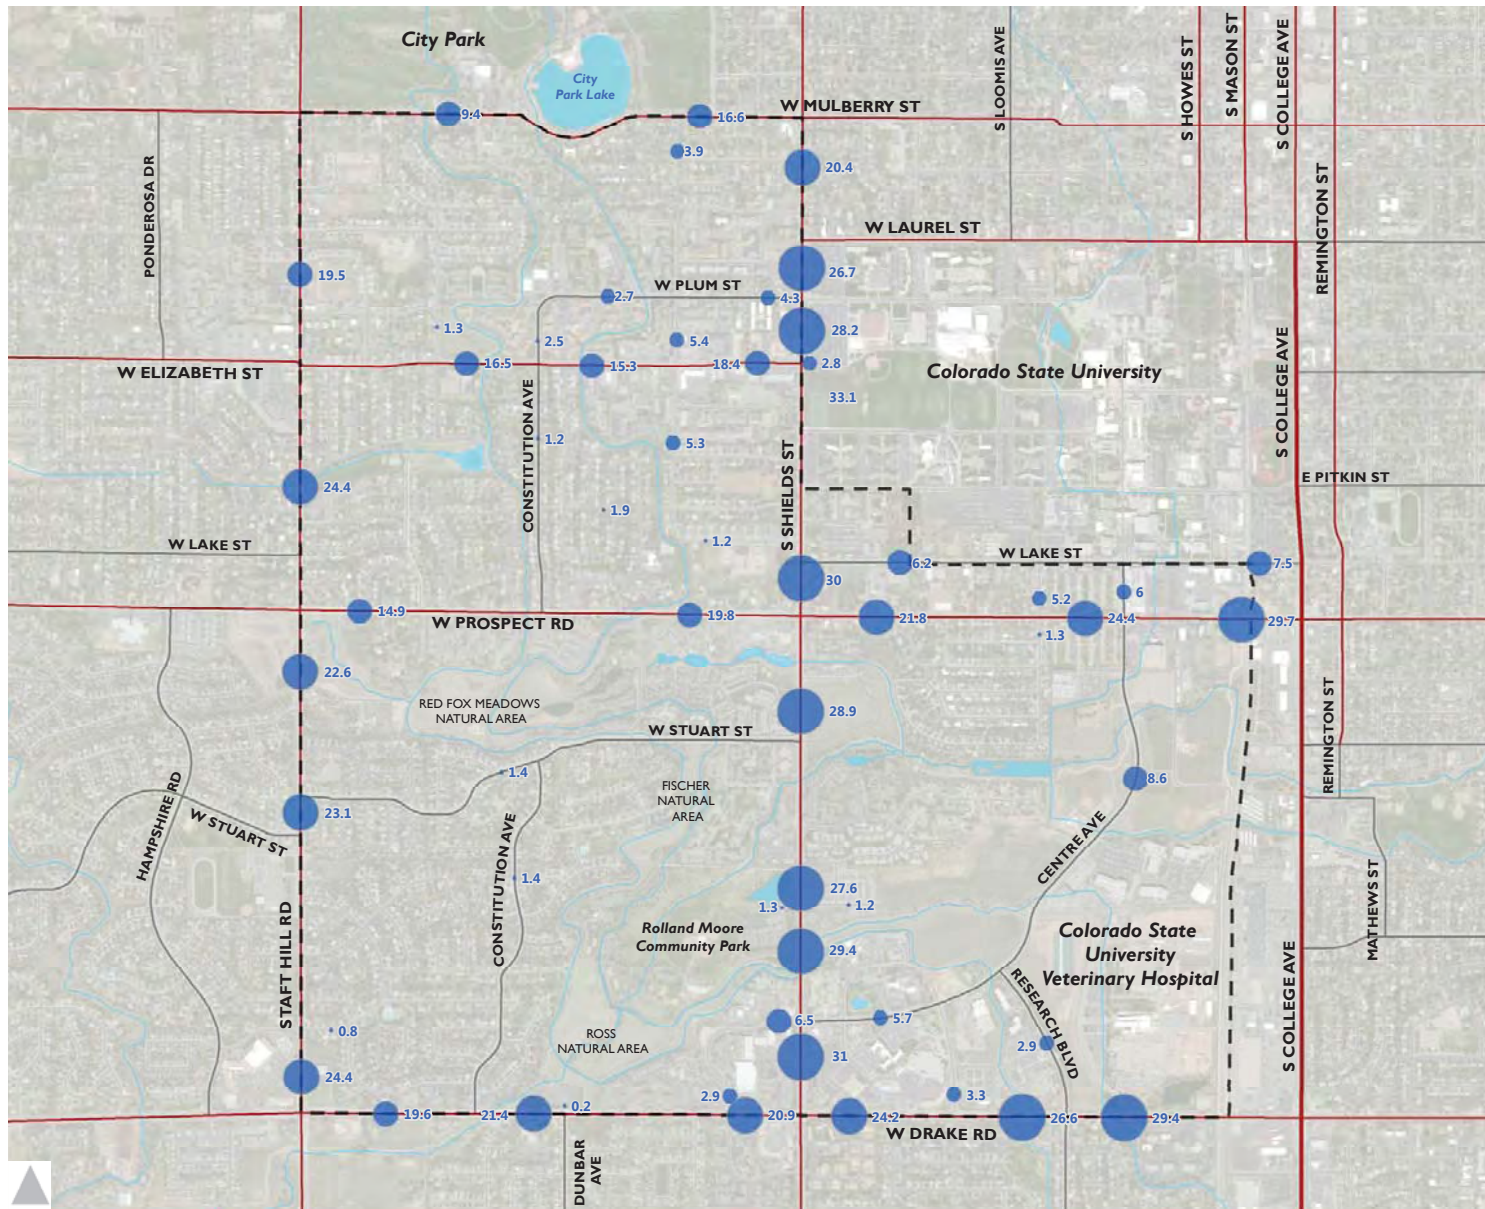 City Park
City
Park Lake
S LOOMIS AVE
S HOWES ST
S MASON ST
S COLLEGE AVE
W MULBERRY ST
9.4
16.6
3.9
20.4
PONDEROSA DR
REMINGTON ST
W LAUREL ST
19.5
26.7
W PLUM ST
2.7
4.3
1.3
2.5
5.4
28.2
W ELIZABETH ST
16.5
15.3
18.4
2.8
Colorado State University
S COLLEGE AVE
33.1
CONSTITUTION AVE
1.2
5.3
S SHIELDS ST
24.4
E PITKIN ST
1.9
W LAKE ST
1.2
W LAKE ST
6.2
7.5
30
5.2
6
14.9
W PROSPECT RD
19.8
21.8
24.4
29.7
1.3
22.6
RED FOX MEADOWS
NATURAL AREA
28.9
W STUART ST
REMINGTON ST
1.4
8.6
HAMPSHIRE RD
W STUART ST
23.1
FISCHER
NATURAL
AREA
CENTRE AVE
CONSTITUTION AVE
1.4
27.6
1.3
1.2
MATHEWS ST
STAFT HILL RD
Rolland Moore
Community Park
29.4
Colorado State
University
Veterinary Hospital
S COLLEGE AVE
0.8
ROSS
NATURAL AREA
6.5
5.7
RESEARCH BLVD
2.9
31
24.4
19.6
21.4
0.2
2.9
20.9
24.2
3.3
26.6
29.4
W DRAKE RD
DUNBAR
AVE